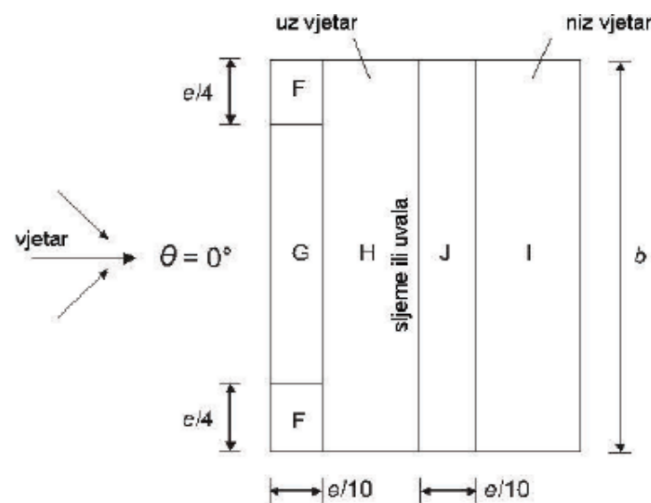 uz vjetar
niz vjetar
e/4
F
vjetar
θ = 0°
G
H
sljeme ili uvala
J
I
b
e/4
F
e/10
e/10